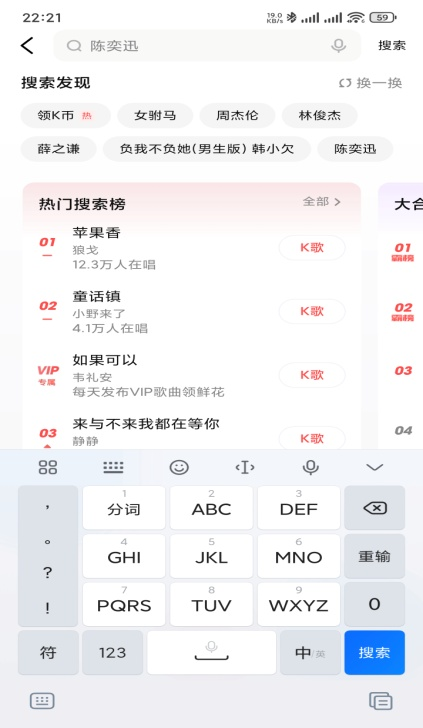 22:21
19.0 KB/s
59
陈奕迅
搜索
搜索发现
换一换
领K币 热
女驸马
周杰伦
林俊杰
薛之谦
负我不负她(男生版) 韩小欠
陈奕迅
热门搜索榜
全部 >
大合
01
苹果香
狼戈
12.3万人在唱
K歌
01
霸榜
02
童话镇
小野来了
4.1万人在唱
K歌
02
霸榜
VIP
专属
如果可以
韦礼安
每天发布VIP歌曲领鲜花
K歌
03
03
来与不来我都在等你
静静
K歌
04
，
。
?
!
1
分词
2
ABC
3
DEF
4
GHI
5
JKL
6
MNO
重输
7
PQRS
8
TUV
9
WXYZ
0
符
123
中/英
搜索